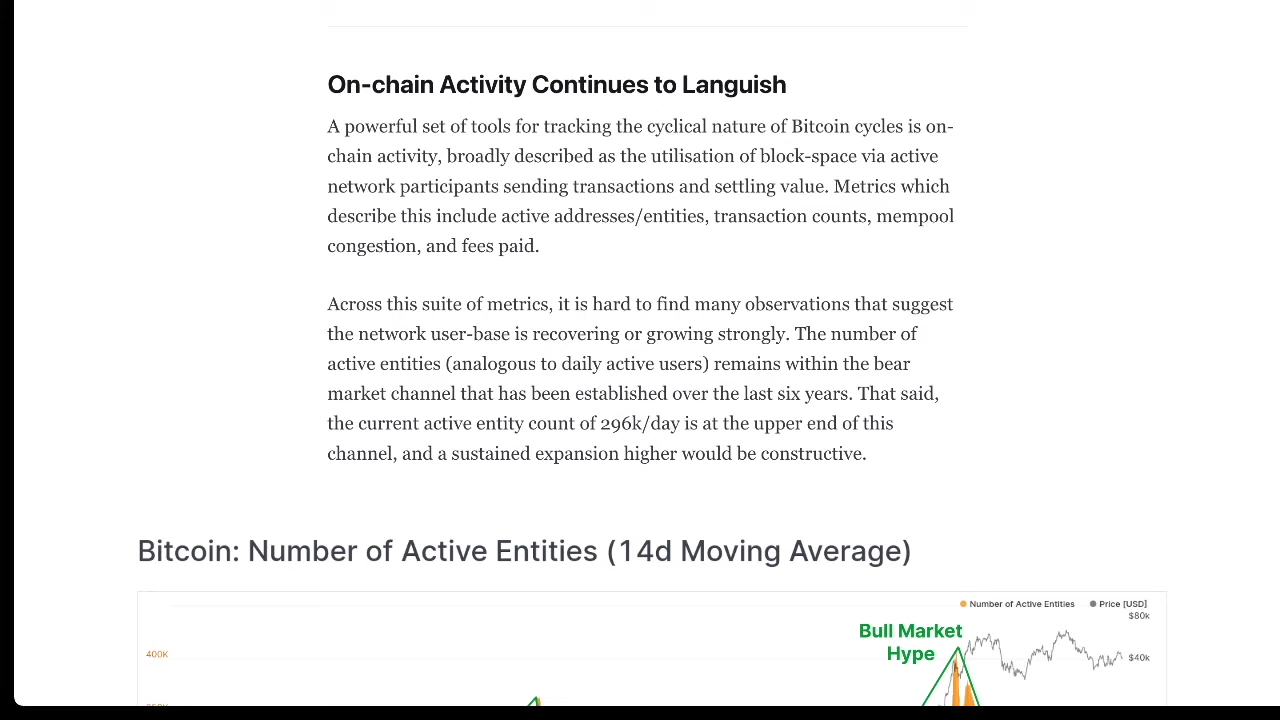 On-chain Activity Continues to Languish
A powerful set of tools for tracking the cyclical nature of Bitcoin cycles is on-
chain activity, broadly described as the utilisation of block-space via active
network participants sending transactions and settling value. Metrics which
describe this include active addresses/entities, transaction counts, mempool
congestion, and fees paid.
Across this suite of metrics, it is hard to find many observations that suggest
the network user-base is recovering or growing strongly. The number of
active entities (analogous to daily active users) remains within the bear
market channel that has been established over the last six years. That said,
the current active entity count of 296k/day is at the upper end of this
channel, and a sustained expansion higher would be constructive.
Bitcoin: Number of Active Entities (14d Moving Average)
Number of Active Entities Price [USD]
$80k
Bull Market
Hype
400K
$40k